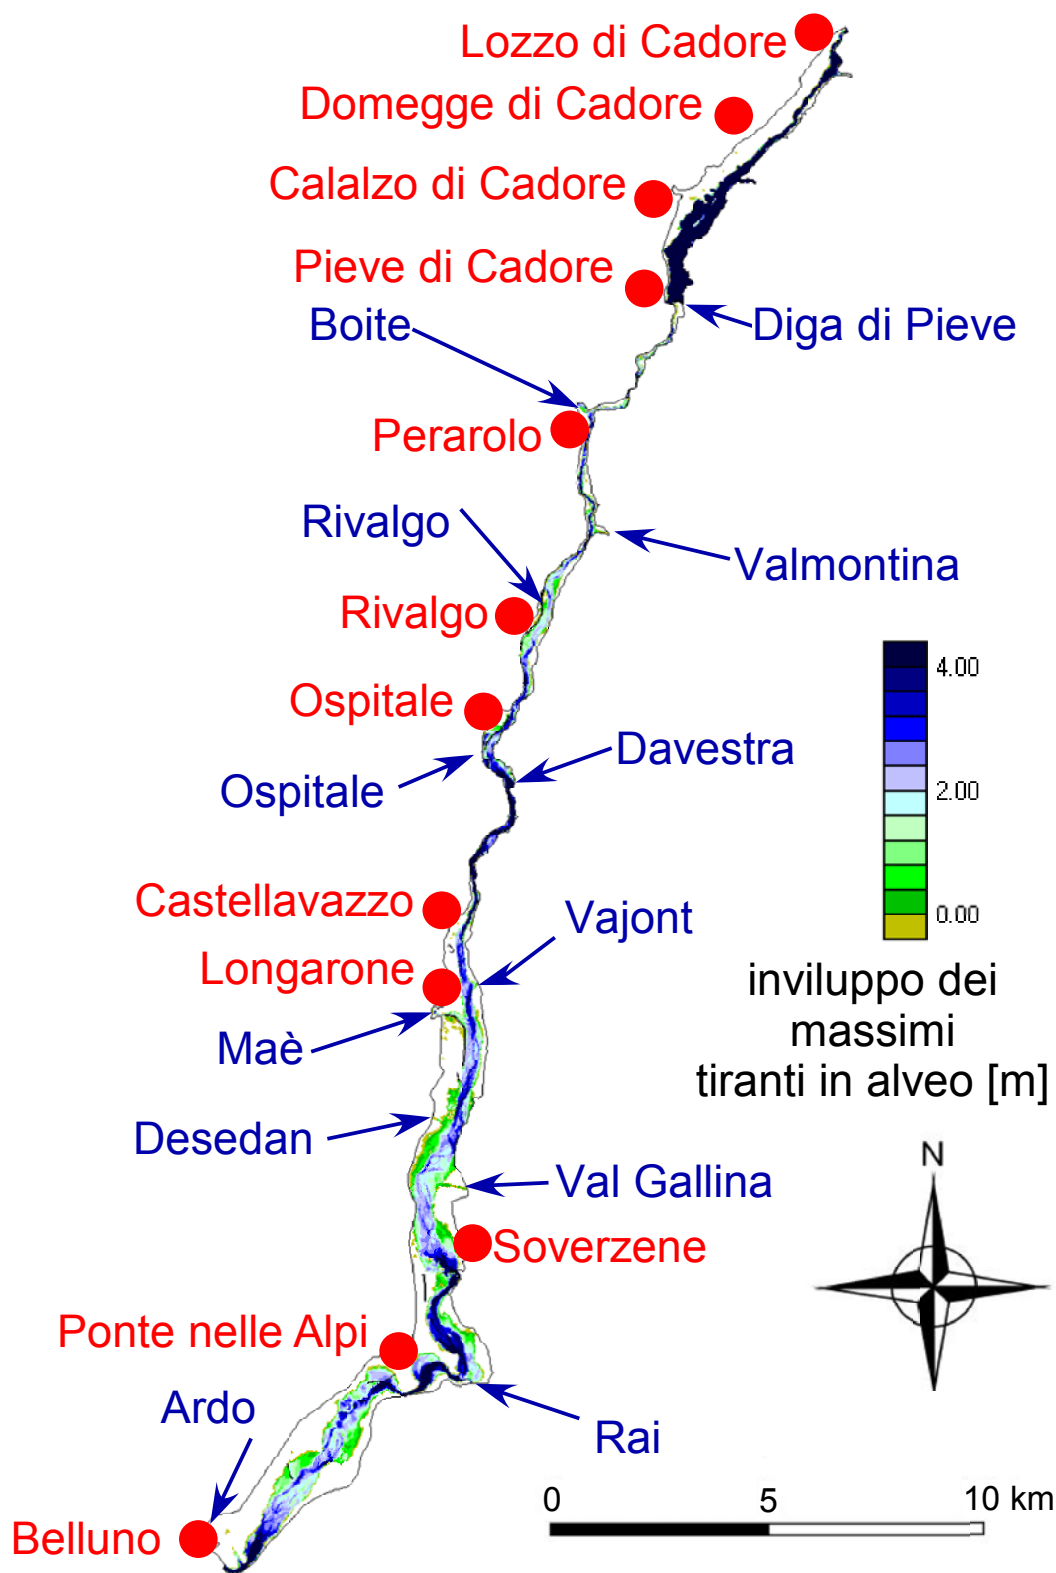 Lozzo di Cadore
Domegge di Cadore
Calalzo di Cadore
Pieve di Cadore
Boite
Diga di Pieve
Perarolo
Rivalgo
Valmontina
Rivalgo
4.00
Ospitale
Davestra
Ospitale
2.00
Castellavazzo
Vajont
0.00
Longarone
inviluppo dei
massimi
tiranti in alveo [m]
Maè
Desedan
N
Val Gallina
Soverzene
Ponte nelle Alpi
Ardo
Rai
0 5 10 km
Belluno